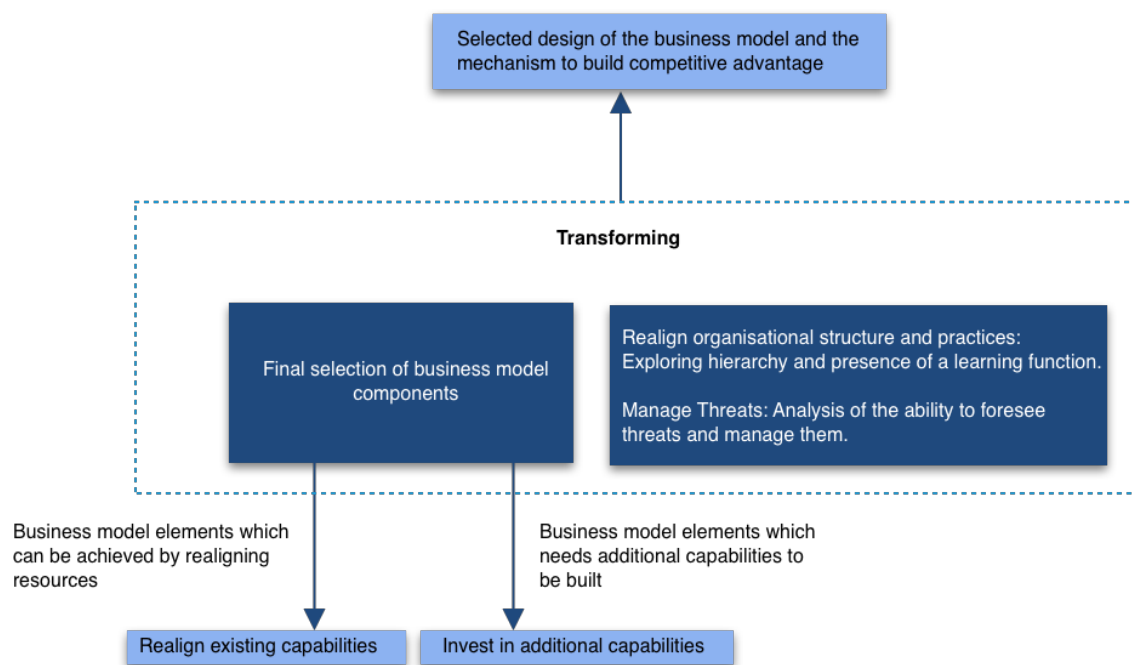 Selected design of the business model and the
mechanism to build competitive advantage
Transforming
Final selection of business model
components
Realign organisational structure and practices:
Exploring hierarchy and presence of a learning function.
Manage Threats: Analysis of the ability to foresee
threats and manage them.
Business model elements which
can be achieved by realigning
resources
Business model elements which
needs additional capabilities to
be built
Realign existing capabilities
Invest in additional capabilities